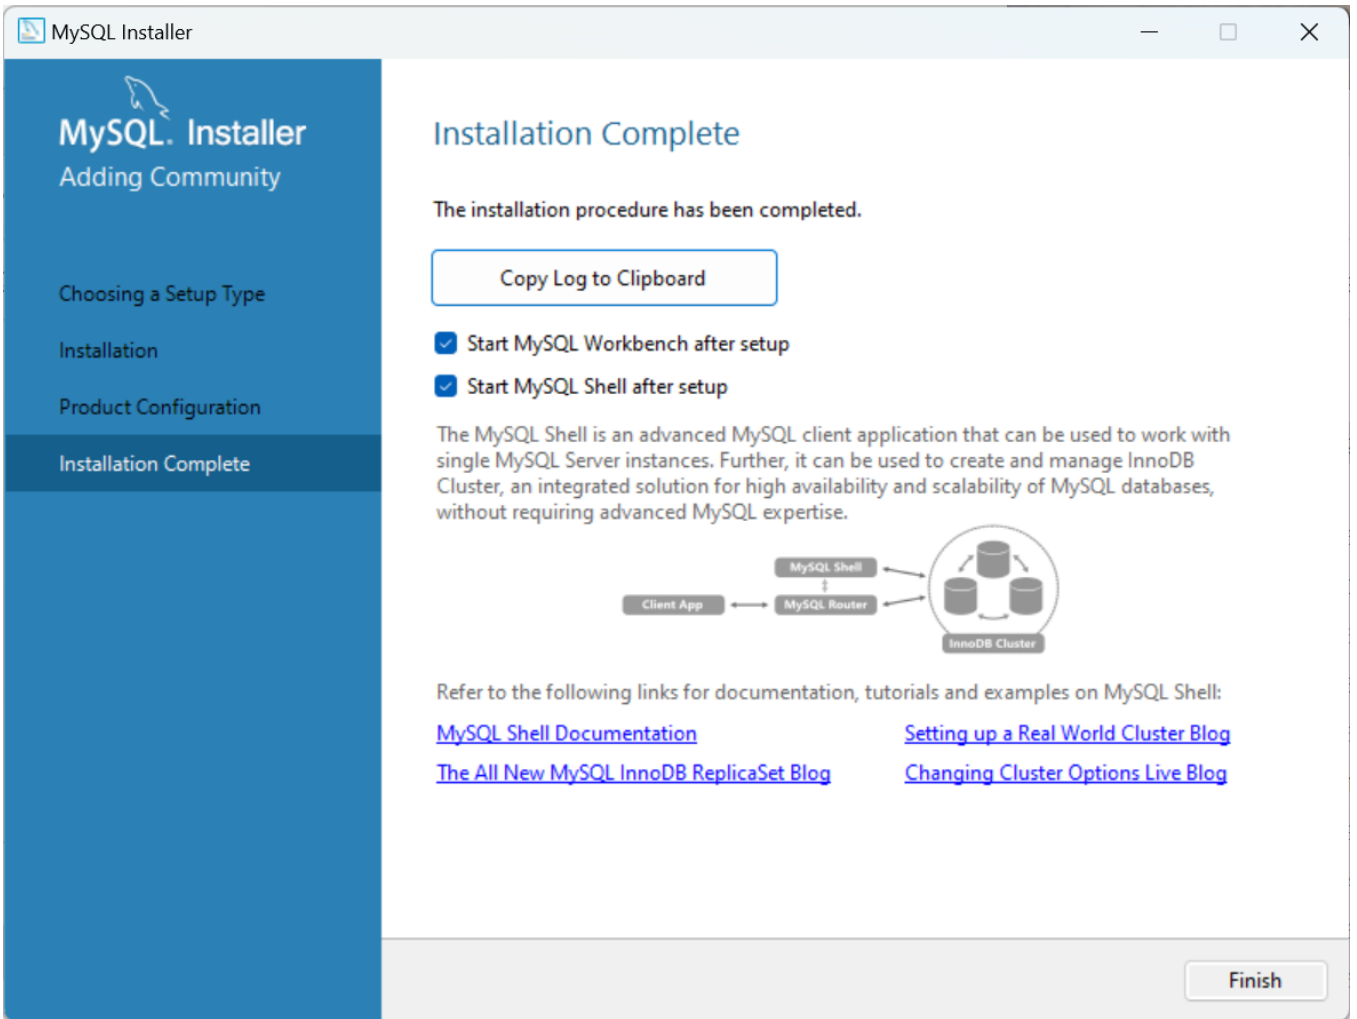 MySQL Installer
MySQL. Installer
Adding Community
Choosing a Setup Type
Installation
Product Configuration
Installation Complete
Installation Complete
The installation procedure has been completed.
Copy Log to Clipboard
Start MySQL Workbench after setup
Start MySQL Shell after setup
The MySQL Shell is an advanced MySQL client application that can be used to work with
single MySQL Server instances. Further, it can be used to create and manage InnoDB
Cluster, an integrated solution for high availability and scalability of MySQL databases,
without requiring advanced MySQL expertise.
MySQL Shell
Client App
MySQL Router
InnoDB Cluster
Refer to the following links for documentation, tutorials and examples on MySQL Shell:
MySQL Shell Documentation
Setting up a Real World Cluster Blog
The All New MySQL InnoDB ReplicaSet Blog
Changing Cluster Options Live Blog
Finish